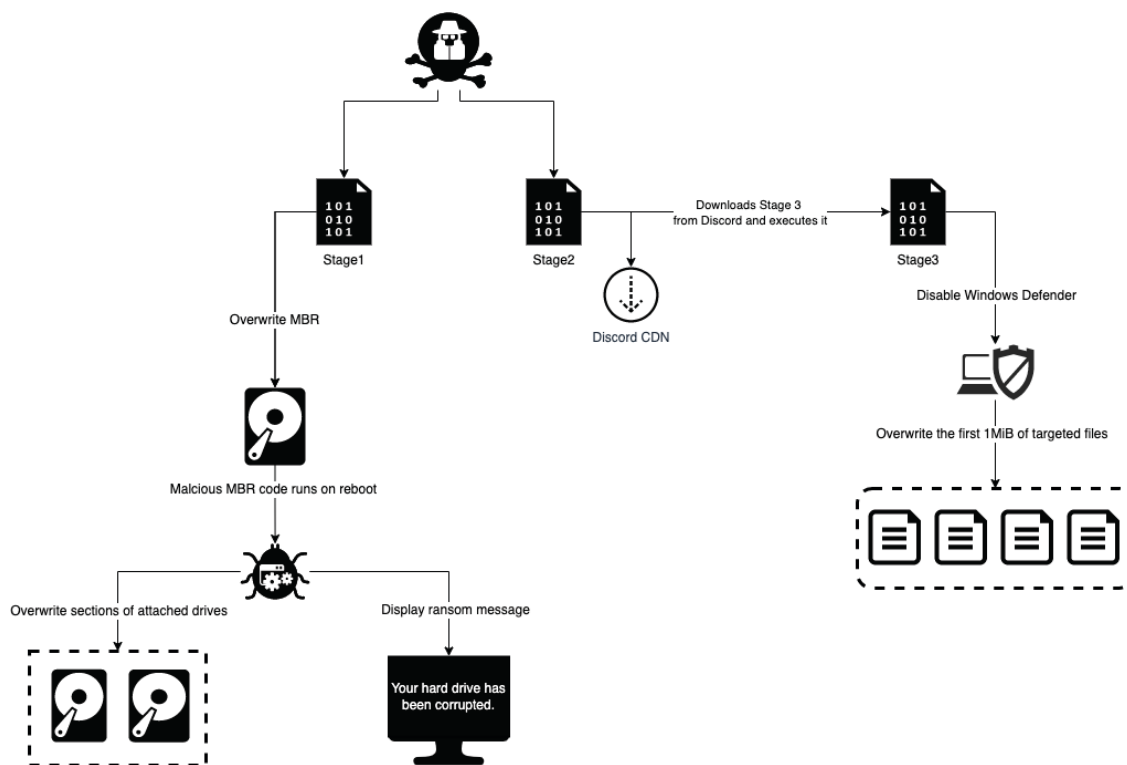 101
010
101
Stage1
101
010
101
Stage2
Downloads Stage 3
from Discord and executes it
101
010
101
Stage3
Discord CDN
Disable Windows Defender
Overwrite MBR
Overwrite the first 1MiB of targeted files
Malcious MBR code runs on reboot
Overwrite sections of attached drives
Display ransom message
Your hard drive has
been corrupted.